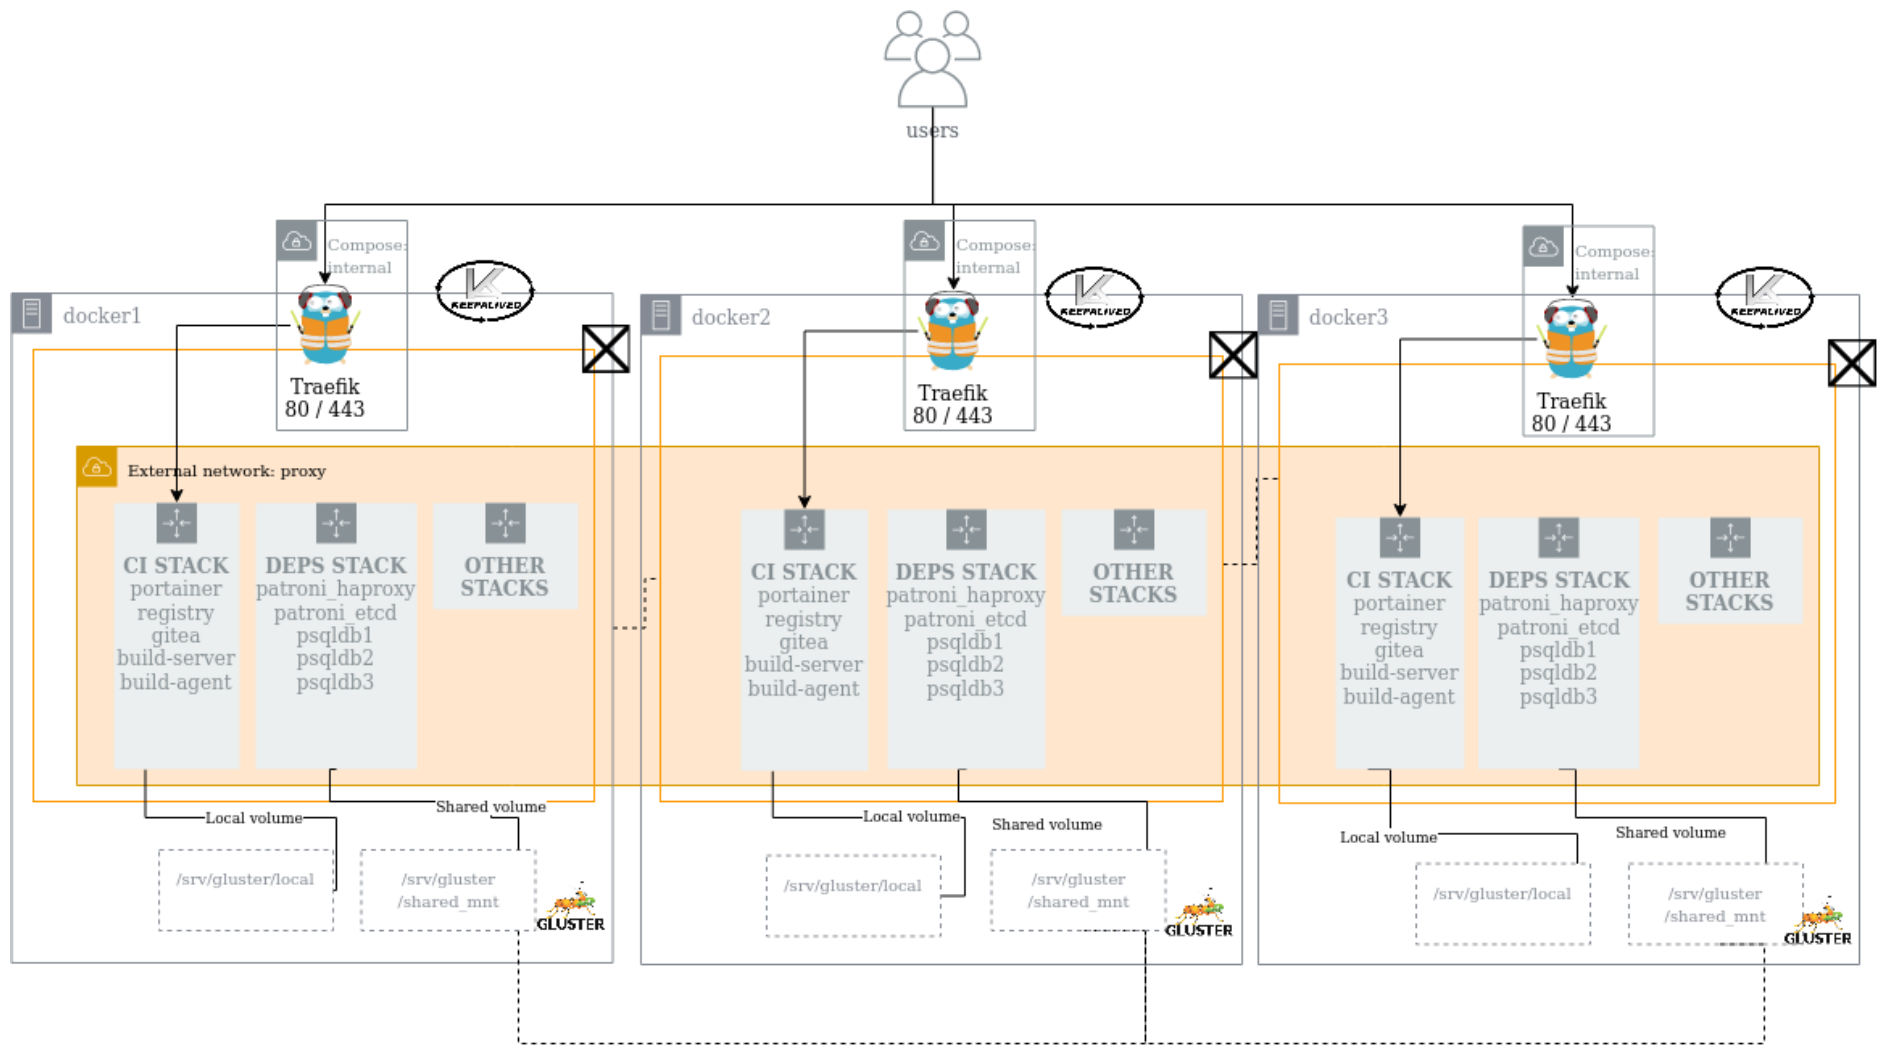 users
Compose:
internal
KEEPALIVED
docker1
Traefik
80 / 443
Compose:
internal
KEEPALIVED
docker2
Traefik
80 / 443
Compose:
internal
KEEPALIVED
docker3
Traefik
80 / 443
External network: proxy
CI STACK
portainer
registry
gitea
build-server
build-agent
DEPS STACK
patroni_haproxy
patroni_etcd
psqldb1
psqldb2
psqldb3
OTHER
STACKS
CI STACK
portainer
registry
gitea
build-server
build-agent
DEPS STACK
patroni_haproxy
patroni_etcd
psqldb1
psqldb2
psqldb3
OTHER
STACKS
CI STACK
portainer
registry
gitea
build-server
build-agent
DEPS STACK
patroni_haproxy
patroni_etcd
psqldb1
psqldb2
psqldb3
OTHER
STACKS
Local volume
Shared volume
/srv/gluster/local
/srv/gluster
/shared_mnt
GLUSTER
Local volume
Shared volume
/srv/gluster/local
/srv/gluster
/shared_mnt
GLUSTER
Local volume
Shared volume
/srv/gluster/local
/srv/gluster
/shared_mnt
GLUSTER